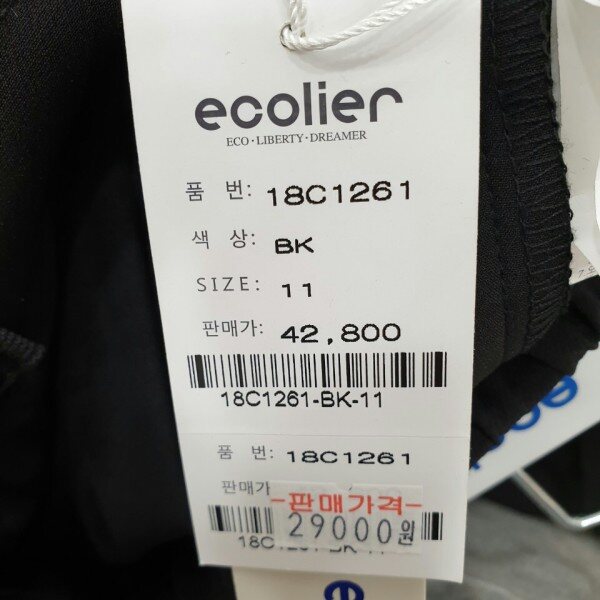 ecolier
ECO·LIBERTY·DREAMER
품 번: 18C1261
색 상: BK
SIZE: 11
판매가: 42,800
18C1261-BK-11
품 번: 18C1261
판매가
-판매가격-
29000원